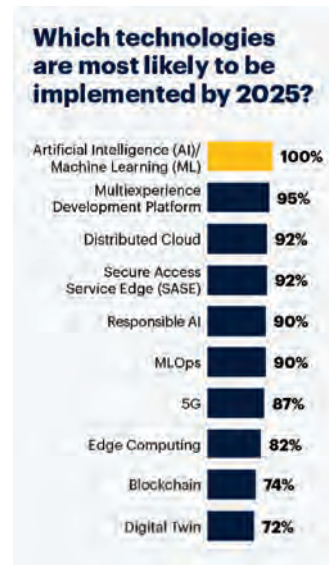 Which technologies
are most likely to be
implemented by 2025?
Artificial Intelligence (AI)/
Machine Learning (ML)
100%
Multiexperience
Development Platform
95%
Distributed Cloud
92%
Secure Access
Service Edge (SASE)
92%
Responsible AI
90%
MLOps
90%
5G
87%
Edge Computing
82%
Blockchain
74%
Digital Twin
72%